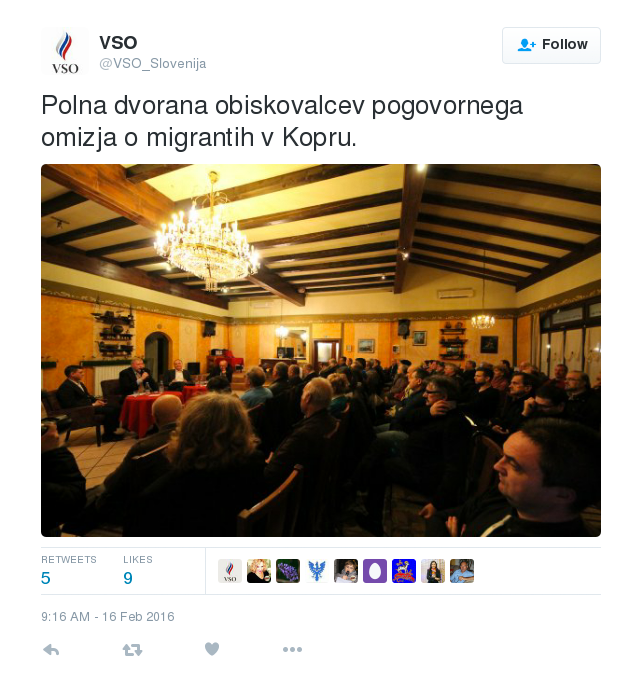 VSO
VSO
@VSO_Slovenija
Follow
Polna dvorana obiskovalcev pogovornega
omizja o migrantih v Kopru.
RETWEETS
LIKES
5
9
VSO
9:16 AM - 16 Feb 2016